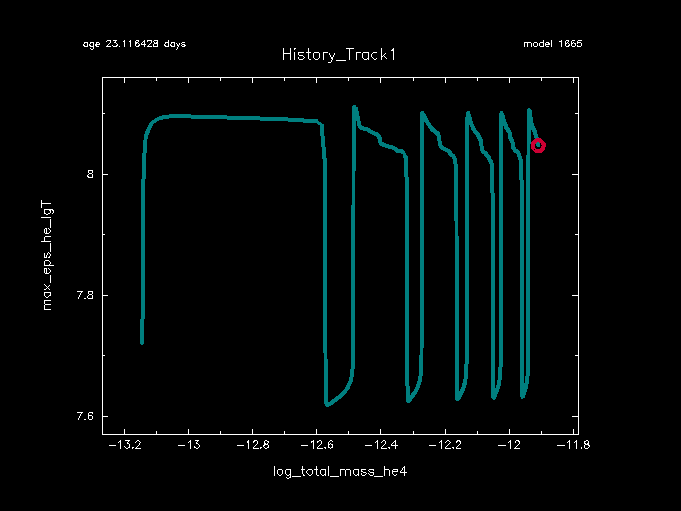 age 23.116428 days
model 1665
History_Track1
8
7.8
7.6
max_eps_he_lgT
−13.2 −13 −12.8 −12.6 −12.4 −12.2 −12 −11.8
log_total_mass_he4